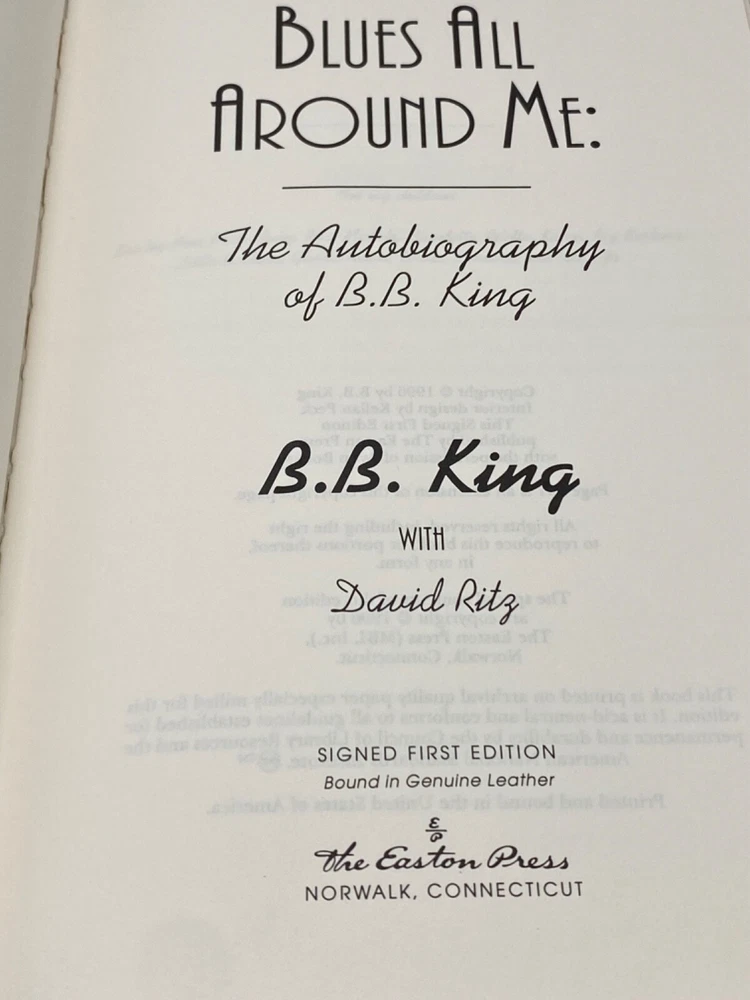 BLUES ALL
AROUND ME:
The Autobiography
of B.B. King
B.B. King
WITH
David Ritz
SIGNED FIRST EDITION
Bound in Genuine Leather
The Easton Press
NORWALK, CONNECTICUT